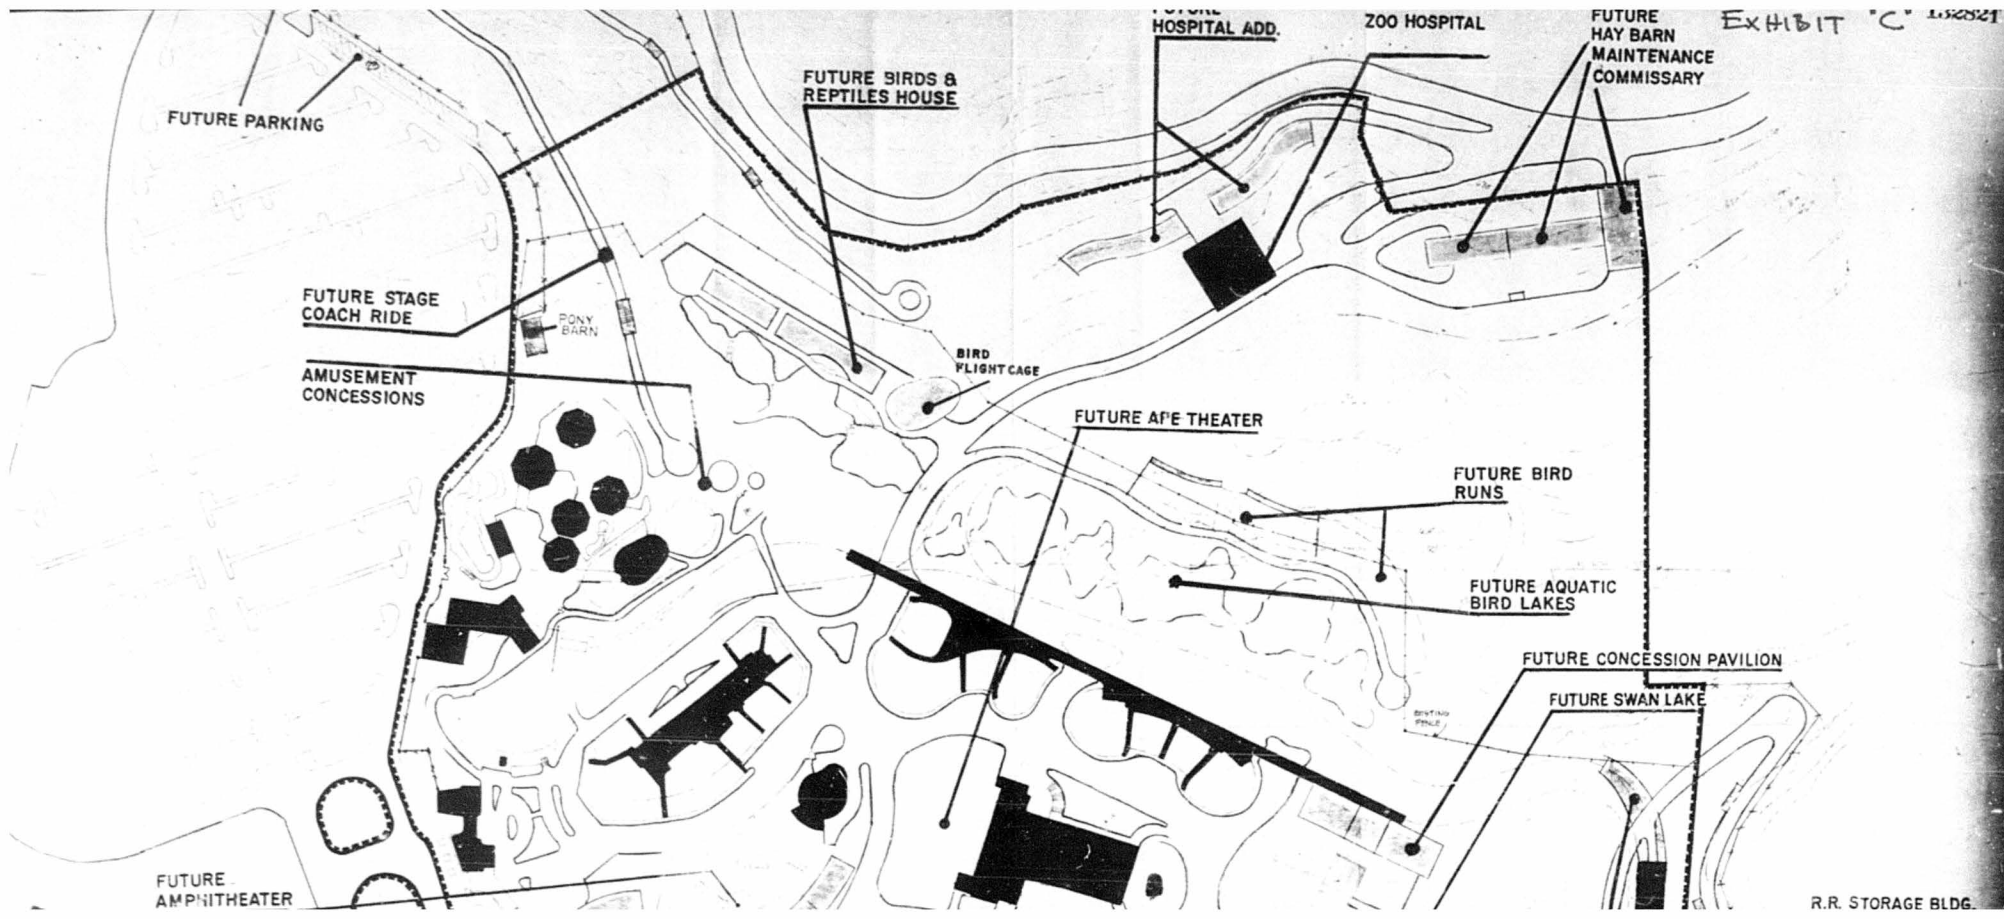 FUTURE
HOSPITAL ADD.
ZOO HOSPITAL
FUTURE
HAY BARN
MAINTENANCE
COMMISSARY
EXHIBIT "C"
132821
FUTURE BIRDS &
REPTILES HOUSE
FUTURE PARKING
FUTURE STAGE
COACH RIDE
PONY
BARN
AMUSEMENT
CONCESSIONS
BIRD
FLIGHT CAGE
FUTURE APE THEATER
FUTURE BIRD
RUNS
FUTURE AQUATIC
BIRD LAKES
FUTURE CONCESSION PAVILION
FUTURE SWAN LAKE
FUTURE
AMPHITHEATER
R.R. STORAGE BLDG.